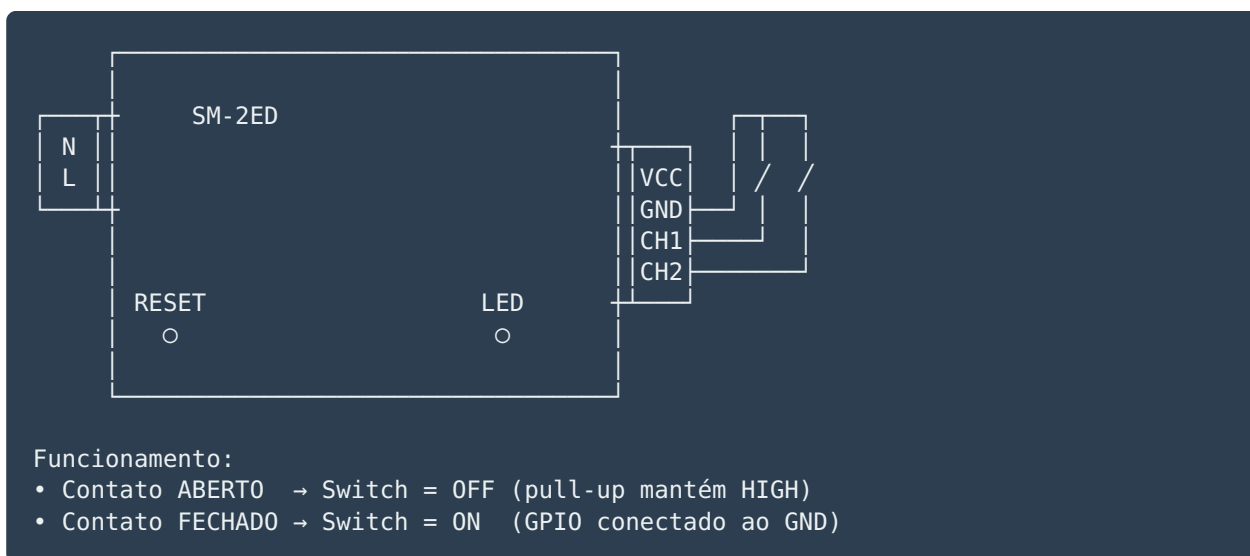 SM-2ED
N
L
VCC
GND
CH1
CH2
RESET
LED
Funcionamento:
• Contato ABERTO → Switch = OFF (pull-up mantém HIGH)
• Contato FECHADO → Switch = ON (GPIO conectado ao GND)